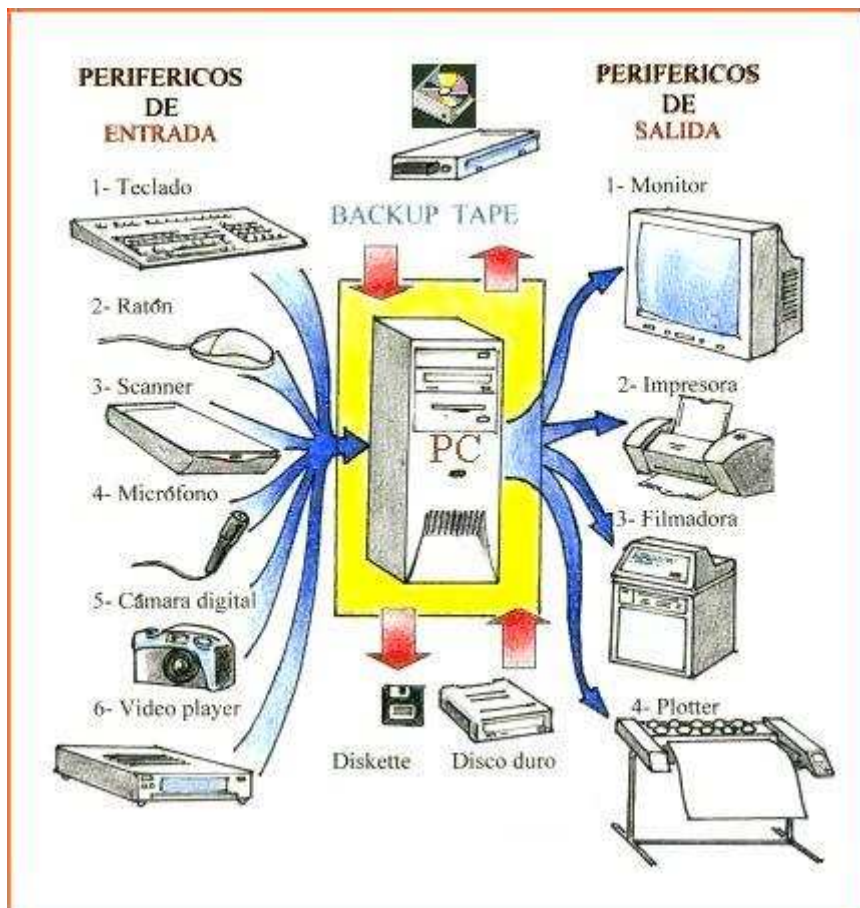 PERIFERICOS
DE
ENTRADA
1- Teclado
2- Ratón
3- Scanner
4- Micrófono
5- Cámara digital
6- Video player
BACKUP TAPE
PC
Diskette
Disco duro
PERIFERICOS
DE
SALIDA
1- Monitor
2- Impresora
3- Filmadora
4- Plotter